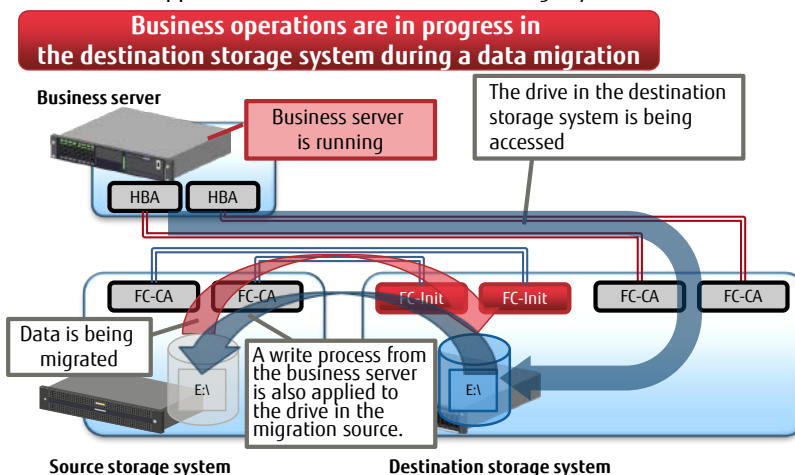 Business operations are in progress in
the destination storage system during a data migration
Business server
Business server
is running
The drive in the destination
storage system is being
accessed
HBA
HBA
FC-CA
FC-CA
FC-Init
FC-Init
FC-CA
FC-CA
Data is being
migrated
A write process from
the business server
is also applied to
the drive in the
migration source.
E:\
E:\
Source storage system
Destination storage system